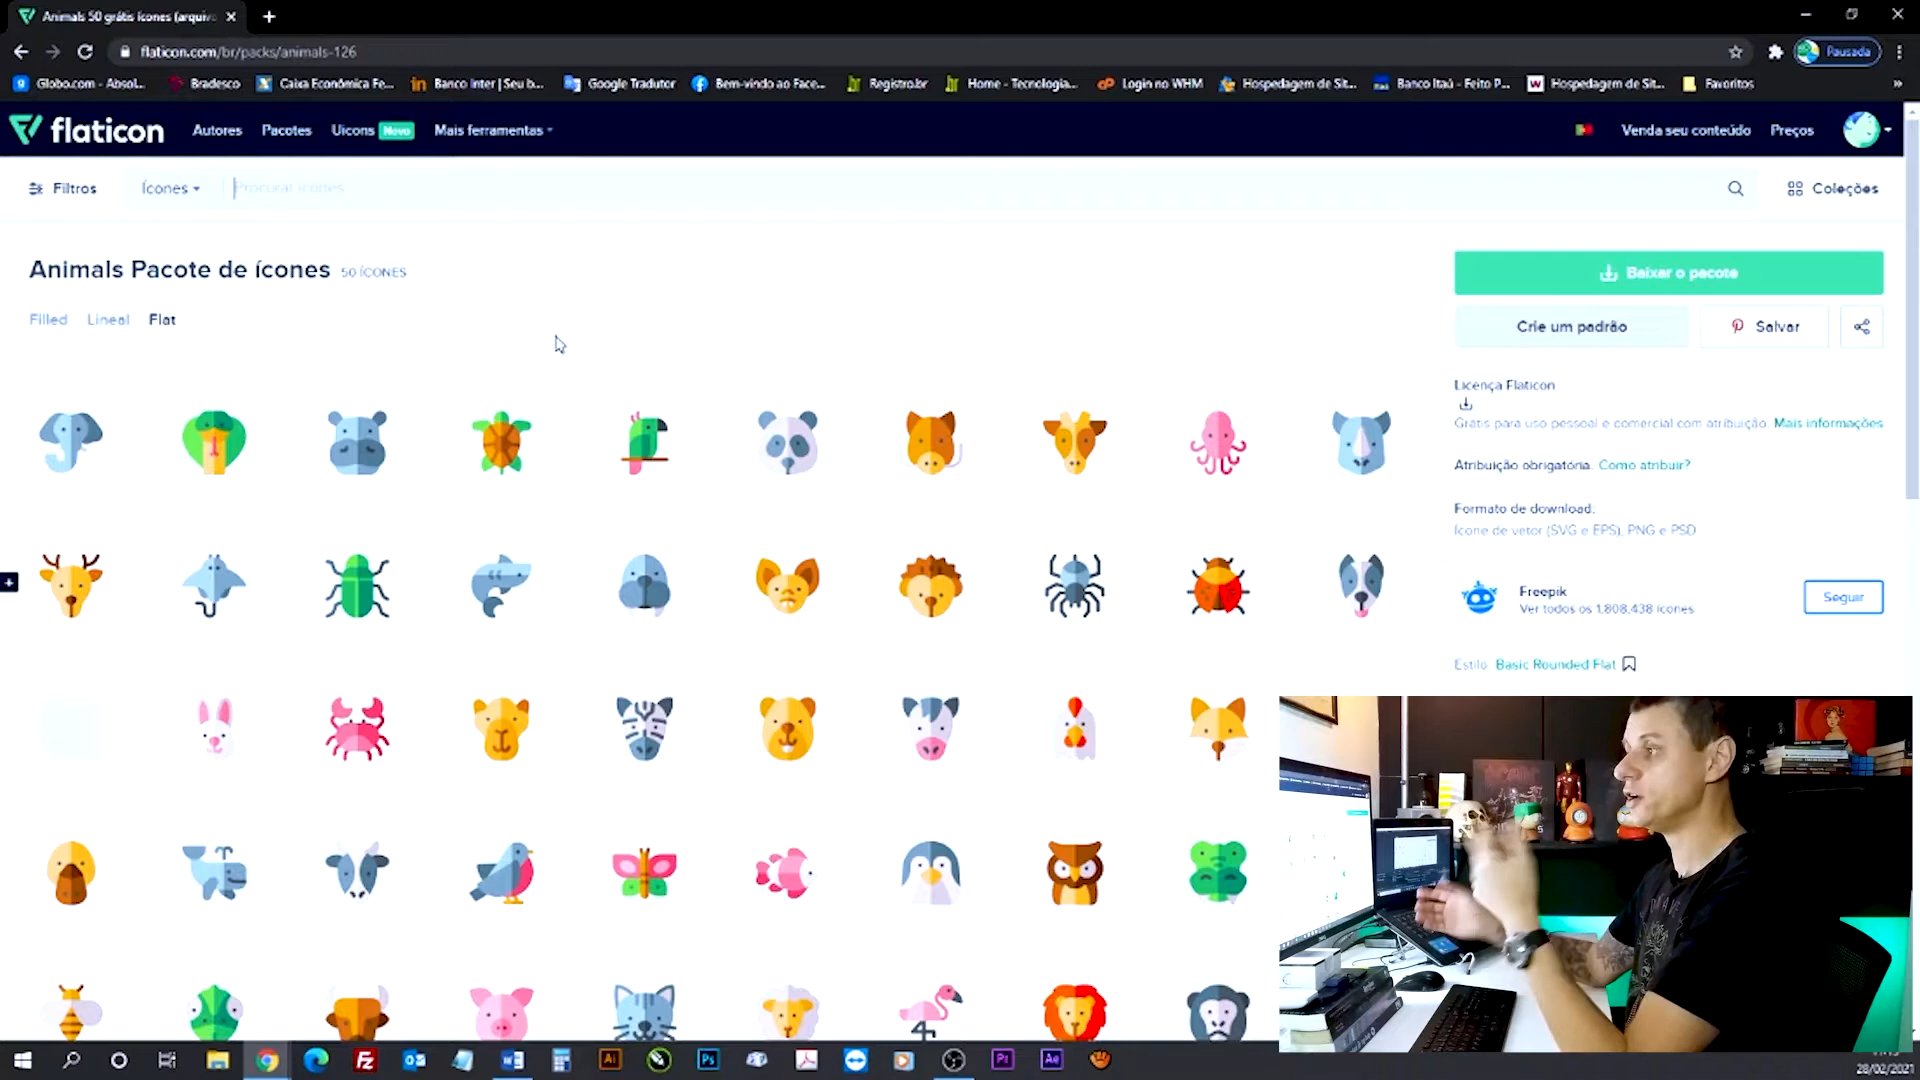 Animals 50 grátis ícones (arquivo
flaticon.com/br/packs/animals-126
Pausada
Globo.com - Absol...
Bradesco
Caixa Econômica Fe...
Banco Inter | Seu b...
Google Tradutor
Bem-vindo ao Face...
Registro.br
Home - Tecnologia...
Login no WHM
Hospedagem de Sit...
Banco Itaú - Feito P...
Hospedagem de Sit...
Favoritos
flaticon
Autores
Pacotes
Uicons Novo
Mais ferramentas
Venda seu conteúdo
Preços
Filtros
Ícones
Procurar ícones
Coleções
Animals Pacote de ícones 50 ÍCONES
Baixar o pacote
Filled Lineal Flat
Crie um padrão
Salvar
Licença Flaticon
Grátis para uso pessoal e comercial com atribuição Mais informações
Atribuição obrigatória. Como atribuir?
Formato de download:
Ícone de vetor (SVG e EPS), PNG e PSD
Freepik
Ver todos os 1,808,438 ícones
Seguir
Estilo: Basic Rounded Flat
28/02/2021